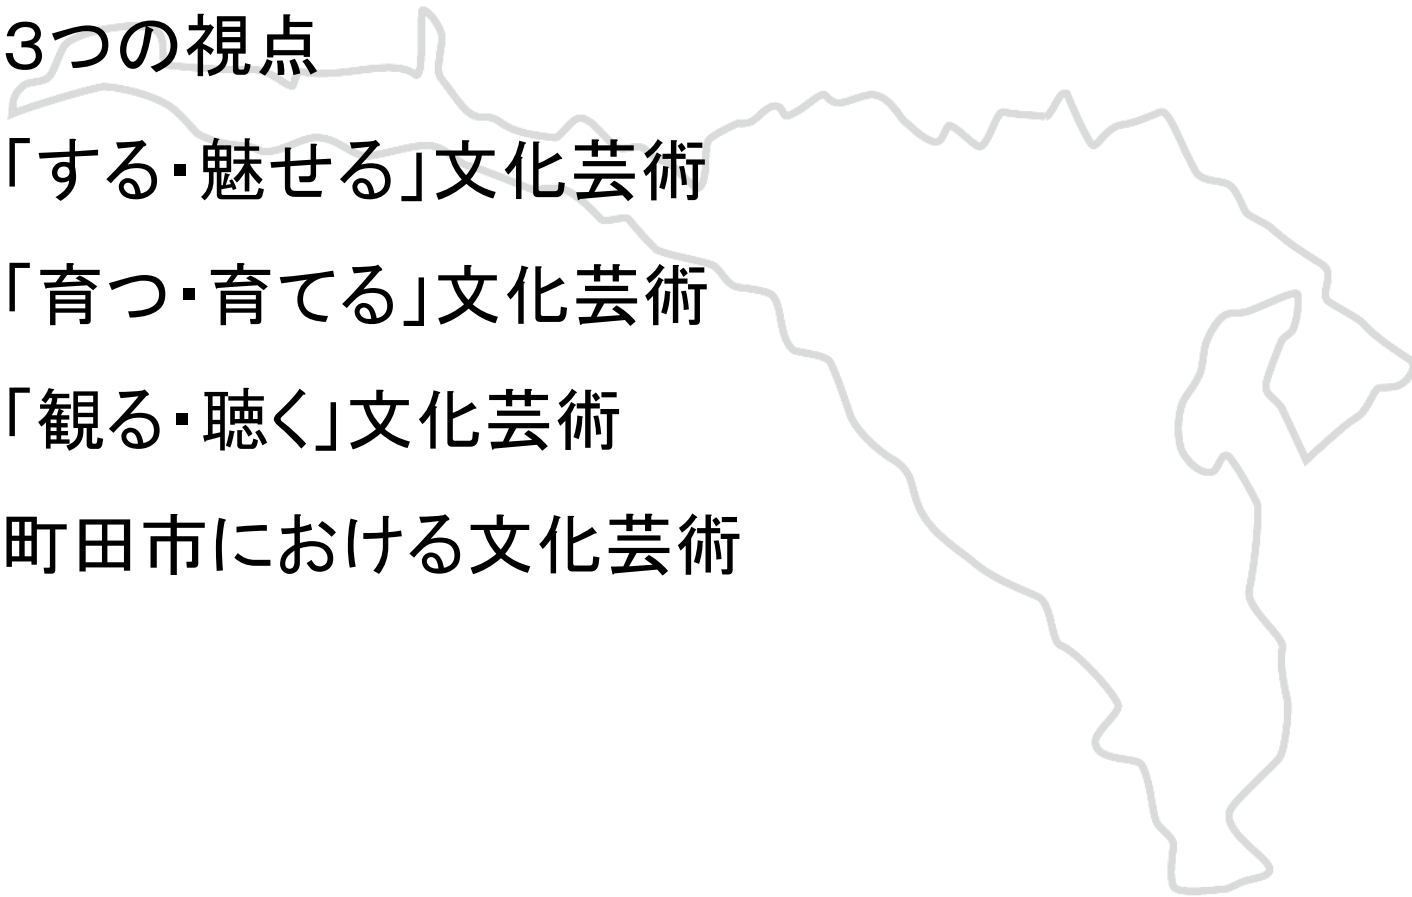 ３つの視点
「する・魅せる」文化芸術
「育つ・育てる」文化芸術
「観る・聴く」文化芸術
町田市における文化芸術